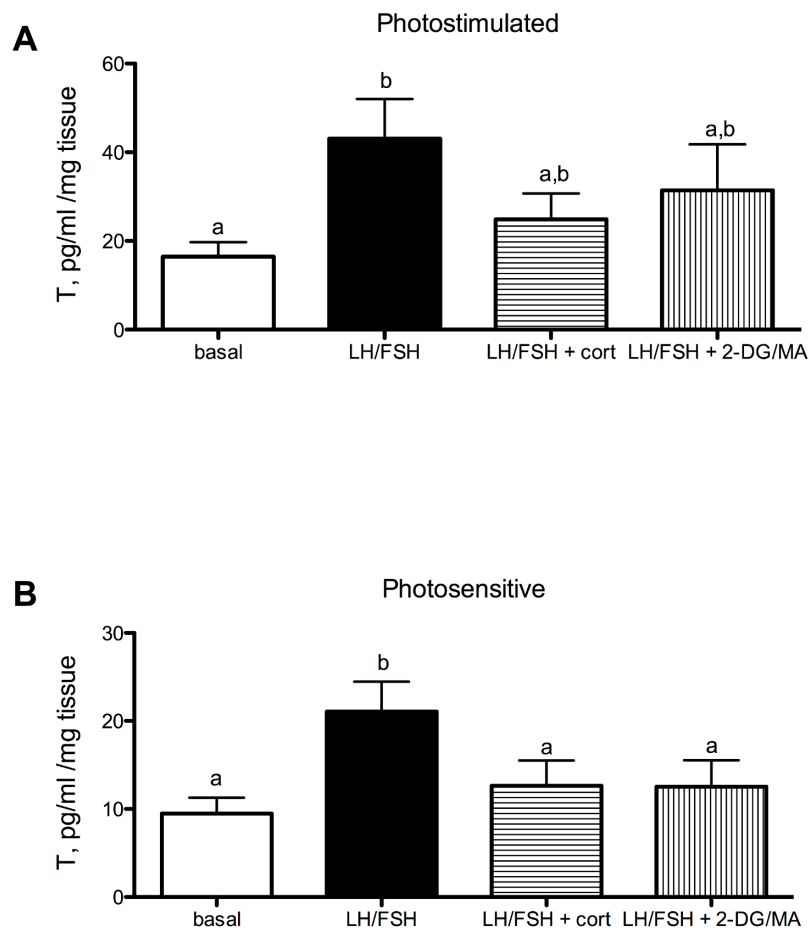 A
Photostimulated
T, pg/ml /mg tissue
60
40
20
0
a
b
a,b
a,b
basal
LH/FSH
LH/FSH + cort
LH/FSH + 2-DG/MA
B
Photosensitive
T, pg/ml /mg tissue
30
20
10
0
a
b
a
a
basal
LH/FSH
LH/FSH + cort
LH/FSH + 2-DG/MA